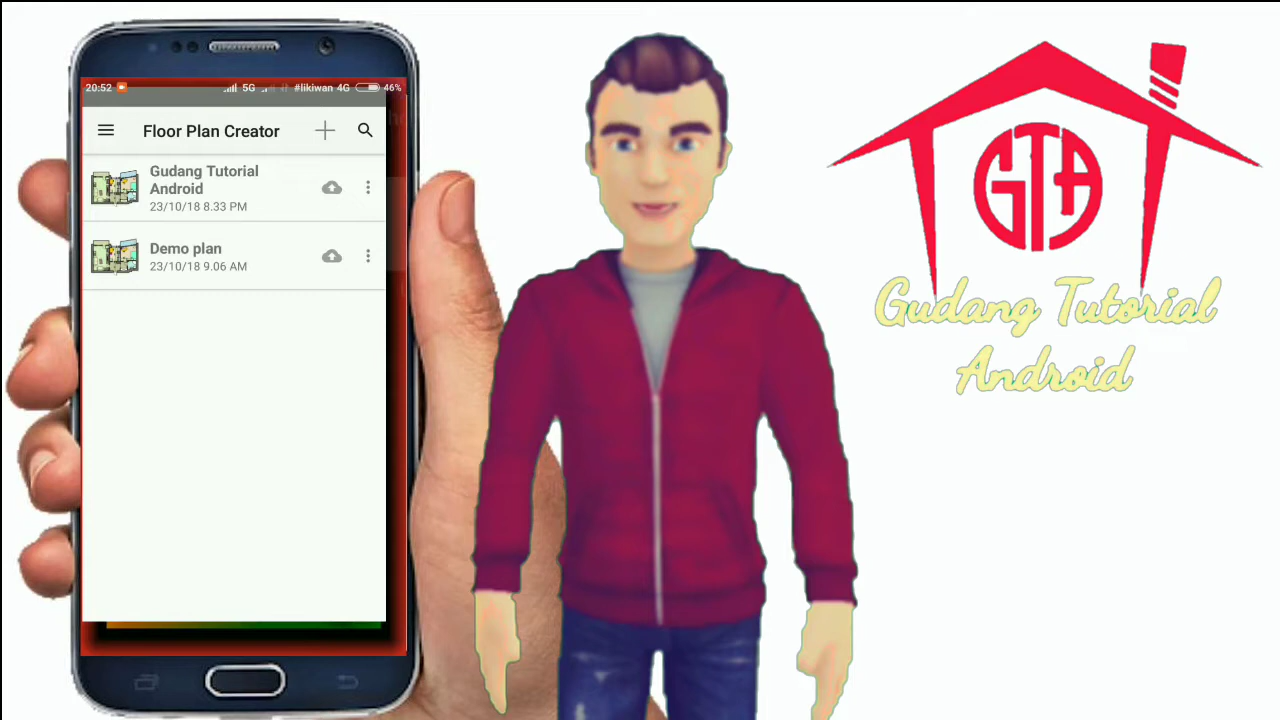 20:52 5G #likiwan 4G 46%
Floor Plan Creator
Gudang Tutorial
Android
23/10/18 8.33 PM
Demo plan
23/10/18 9.06 AM
GTA
Gudang Tutorial
Android